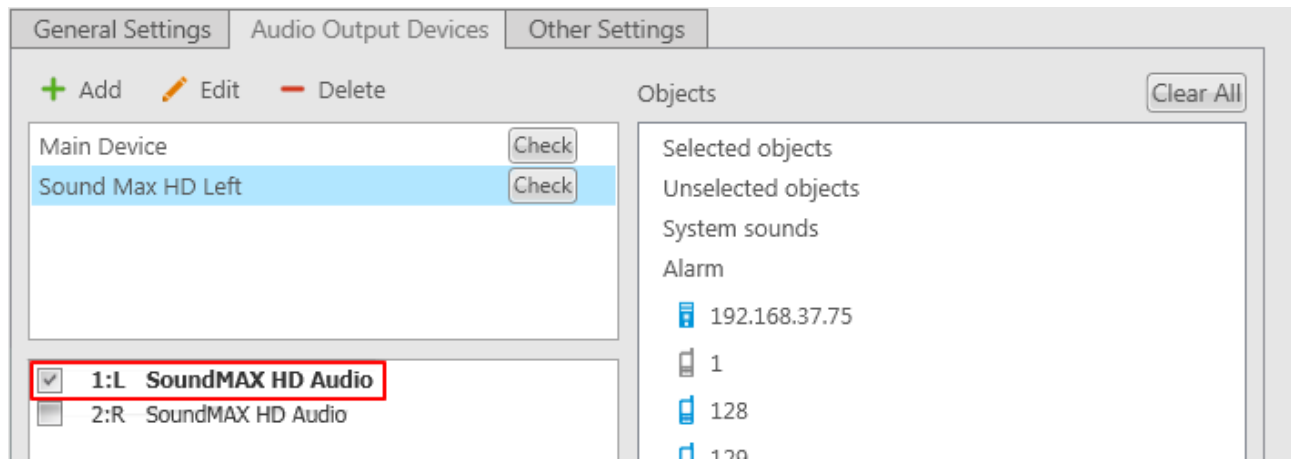 General Settings Audio Output Devices Other Settings
Add Edit Delete
Objects Clear All
Main Device Check
Sound Max HD Left Check
1:L SoundMAX HD Audio
2:R SoundMAX HD Audio
Selected objects
Unselected objects
System sounds
Alarm
192.168.37.75
1
128
129